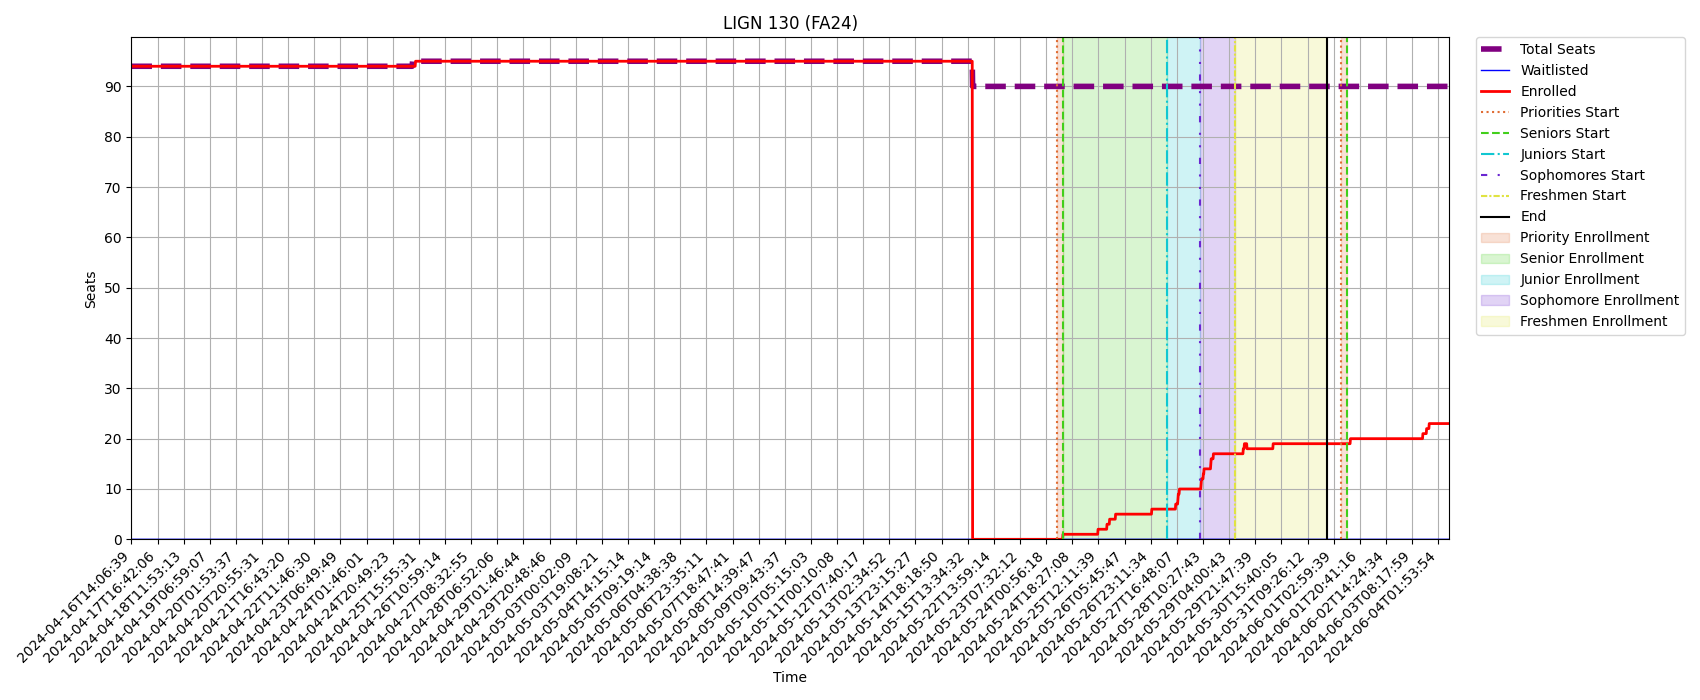 LIGN 130 (FA24)
Seats
90
80
70
60
50
40
30
20
10
0
2024-04-16T14:06:39
2024-04-17T16:42:06
2024-04-18T11:53:13
2024-04-19T06:59:07
2024-04-20T01:53:37
2024-04-20T20:55:31
2024-04-21T16:43:20
2024-04-22T11:46:30
2024-04-23T06:49:49
2024-04-24T01:46:01
2024-04-24T20:49:23
2024-04-25T15:55:31
2024-04-26T10:59:14
2024-04-27T08:32:55
2024-04-28T06:52:06
2024-04-29T01:46:44
2024-04-29T20:48:46
2024-05-03T00:02:09
2024-05-03T19:08:21
2024-05-04T14:15:14
2024-05-05T09:19:14
2024-05-06T04:38:38
2024-05-06T23:35:11
2024-05-07T18:47:41
2024-05-08T14:39:47
2024-05-09T09:43:37
2024-05-10T05:15:03
2024-05-11T00:10:08
2024-05-12T07:40:17
2024-05-13T02:34:52
2024-05-13T23:15:27
2024-05-14T18:18:50
2024-05-15T13:34:32
2024-05-22T13:59:14
2024-05-23T07:32:12
2024-05-24T00:56:18
2024-05-24T18:27:08
2024-05-25T12:11:39
2024-05-26T05:45:47
2024-05-26T23:11:34
2024-05-27T16:48:07
2024-05-28T10:27:43
2024-05-29T04:00:43
2024-05-29T21:47:39
2024-05-30T15:40:05
2024-05-31T09:26:12
2024-06-01T02:59:39
2024-06-01T20:41:16
2024-06-02T14:24:34
2024-06-03T08:17:59
2024-06-04T01:53:54
Time
Total Seats
Waitlisted
Enrolled
Priorities Start
Seniors Start
Juniors Start
Sophomores Start
Freshmen Start
End
Priority Enrollment
Senior Enrollment
Junior Enrollment
Sophomore Enrollment
Freshmen Enrollment